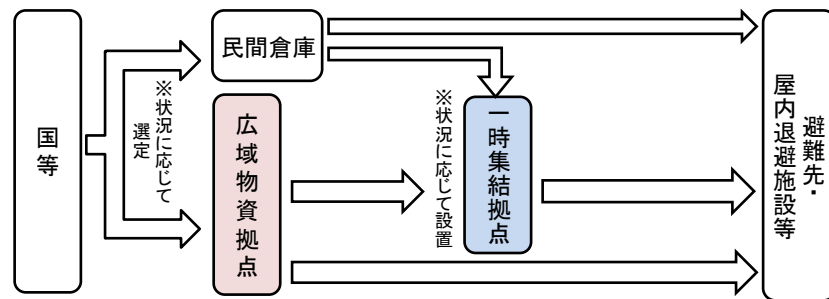 国等
※状況に応じて
選定
民間倉庫
広域物資拠点
※状況に応じて設置
一時集結拠点
避難先・
屋内退避施設等